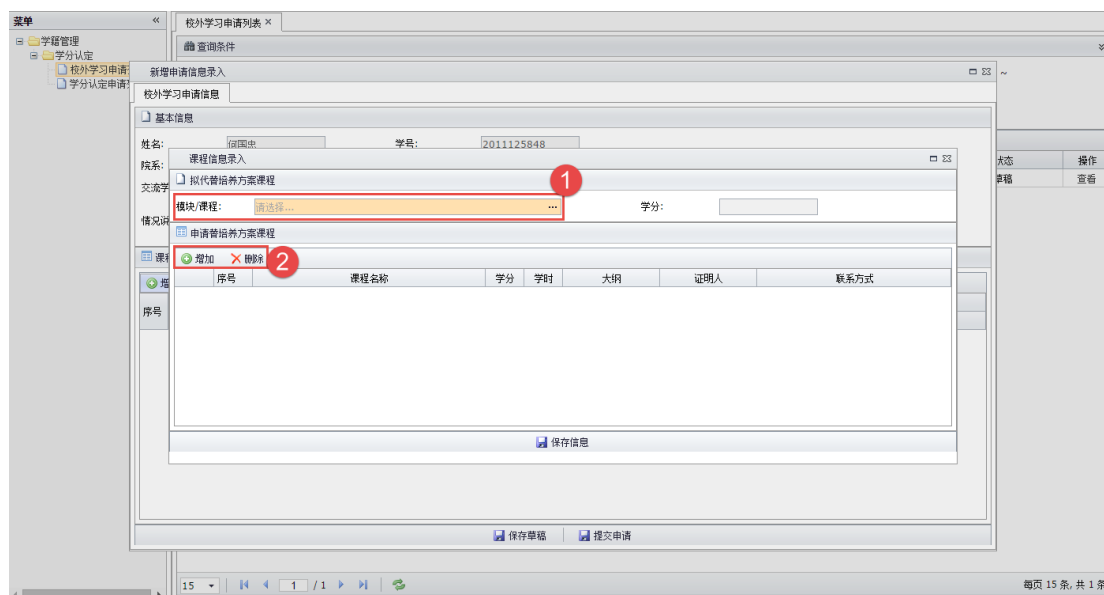 菜单 «
校外学习申请列表 ×
学籍管理
查询条件
学分认定
校外学习申请
新增申请信息录入
~
学分认定申请
校外学习申请信息
基本信息
姓名: 学号: 2011125848
院系: 课程信息录入 状态 操作
交流学 拟代替培养方案课程 1 草稿 查看
模块/课程: 请选择... ... 学分:
情况说
申请替培养方案课程
课程
增加 删除 2
增
序号 课程名称 学分 学时 大纲 证明人 联系方式
序号
保存信息
保存草稿 提交申请
15 1 / 1 每页 15 条, 共 1 条